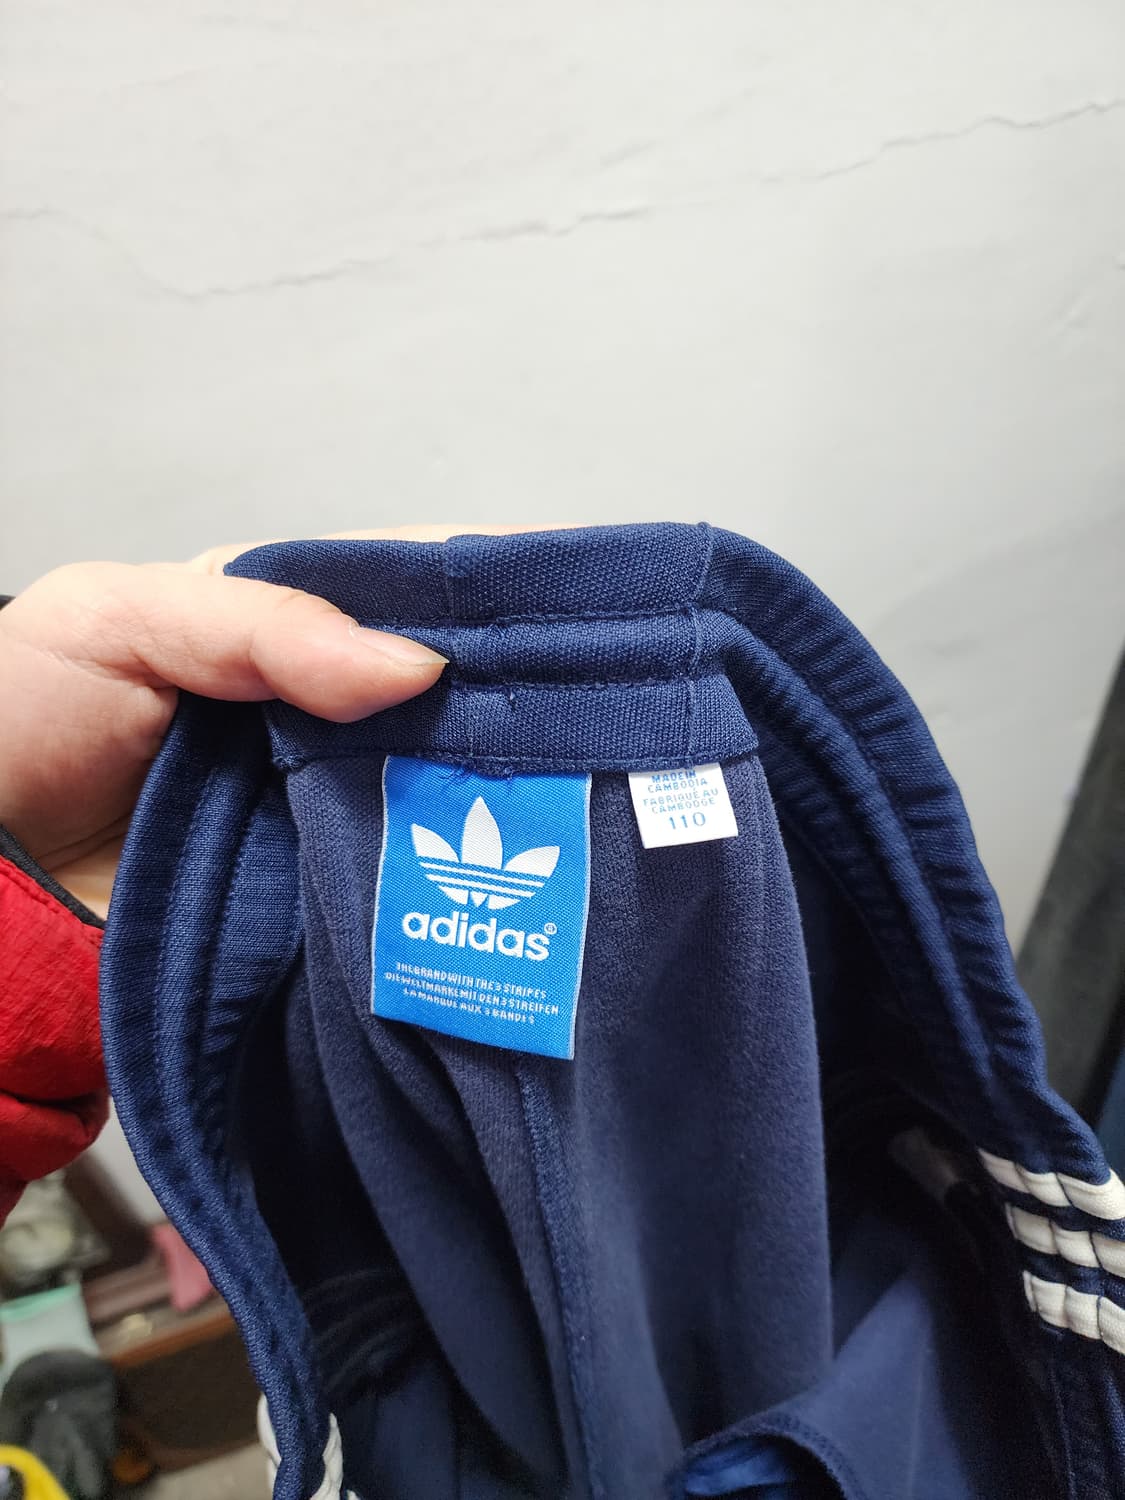 adidas®
THE BRAND WITH THE 3 STRIPES
DIE WELTMARKE MIT DEN 3 STREIFEN
LA MARQUE AUX 3 BANDES
MADE IN
CAMBODIA
FABRIQUÉ AU
CAMBODGE
110